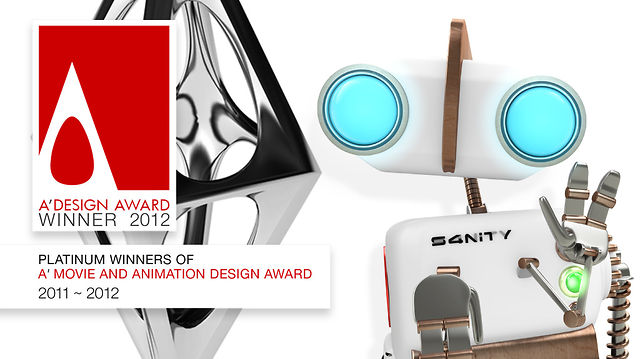 A' DESIGN AWARD
WINNER 2012
PLATINUM WINNERS OF
A' MOVIE AND ANIMATION DESIGN AWARD
2011 ~ 2012
S4NiTY